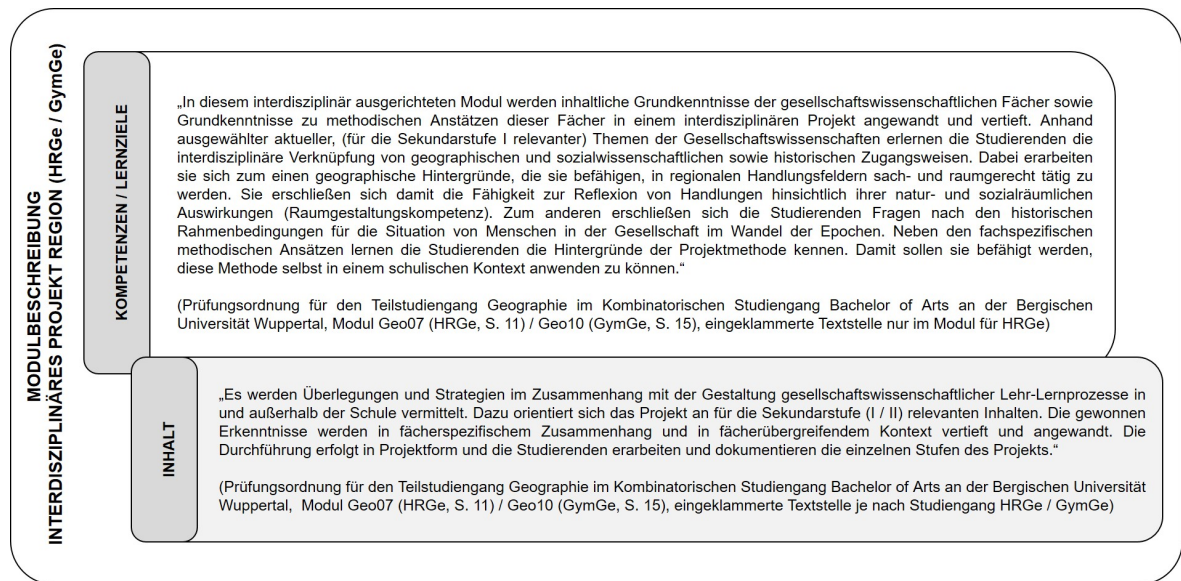 MODULBESCHREIBUNG
INTERDISZIPLINÄRES PROJEKT REGION (HRGe / GymGe)
KOMPETENZEN / LERNZIELE
„In diesem interdisziplinär ausgerichteten Modul werden inhaltliche Grundkenntnisse der gesellschaftswissenschaftlichen Fächer sowie
Grundkenntnisse zu methodischen Anstätzen dieser Fächer in einem interdisziplinären Projekt angewandt und vertieft. Anhand
ausgewählter aktueller, (für die Sekundarstufe I relevanter) Themen der Gesellschaftswissenschaften erlernen die Studierenden die
interdisziplinäre Verknüpfung von geographischen und sozialwissenschaftlichen sowie historischen Zugangsweisen. Dabei erarbeiten
sie sich zum einen geographische Hintergründe, die sie befähigen, in regionalen Handlungsfeldern sach- und raumgerecht tätig zu
werden. Sie erschließen sich damit die Fähigkeit zur Reflexion von Handlungen hinsichtlich ihrer natur- und sozialräumlichen
Auswirkungen (Raumgestaltungskompetenz). Zum anderen erschließen sich die Studierenden Fragen nach den historischen
Rahmenbedingungen für die Situation von Menschen in der Gesellschaft im Wandel der Epochen. Neben den fachspezifischen
methodischen Ansätzen lernen die Studierenden die Hintergründe der Projektmethode kennen. Damit sollen sie befähigt werden,
diese Methode selbst in einem schulischen Kontext anwenden zu können.“
(Prüfungsordnung für den Teilstudiengang Geographie im Kombinatorischen Studiengang Bachelor of Arts an der Bergischen
Universität Wuppertal, Modul Geo07 (HRGe, S. 11) / Geo10 (GymGe, S. 15), eingeklammerte Textstelle nur im Modul für HRGe)
INHALT
„Es werden Überlegungen und Strategien im Zusammenhang mit der Gestaltung gesellschaftswissenschaftlicher Lehr-Lernprozesse in
und außerhalb der Schule vermittelt. Dazu orientiert sich das Projekt an für die Sekundarstufe (I / II) relevanten Inhalten. Die gewonnen
Erkenntnisse werden in fächerspezifischem Zusammenhang und in fächerübergreifendem Kontext vertieft und angewandt. Die
Durchführung erfolgt in Projektform und die Studierenden erarbeiten und dokumentieren die einzelnen Stufen des Projekts.“
(Prüfungsordnung für den Teilstudiengang Geographie im Kombinatorischen Studiengang Bachelor of Arts an der Bergischen Universität
Wuppertal, Modul Geo07 (HRGe, S. 11) / Geo10 (GymGe, S. 15), eingeklammerte Textstelle je nach Studiengang HRGe / GymGe)